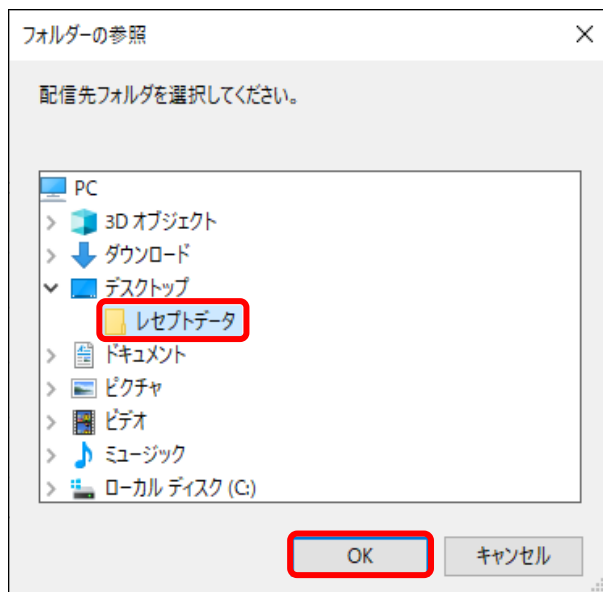 フォルダーの参照
配信先フォルダを選択してください。
PC
3D オブジェクト
ダウンロード
デスクトップ
レセプトデータ
ドキュメント
ピクチャ
ビデオ
ミュージック
ローカル ディスク (C:)
OK キャンセル